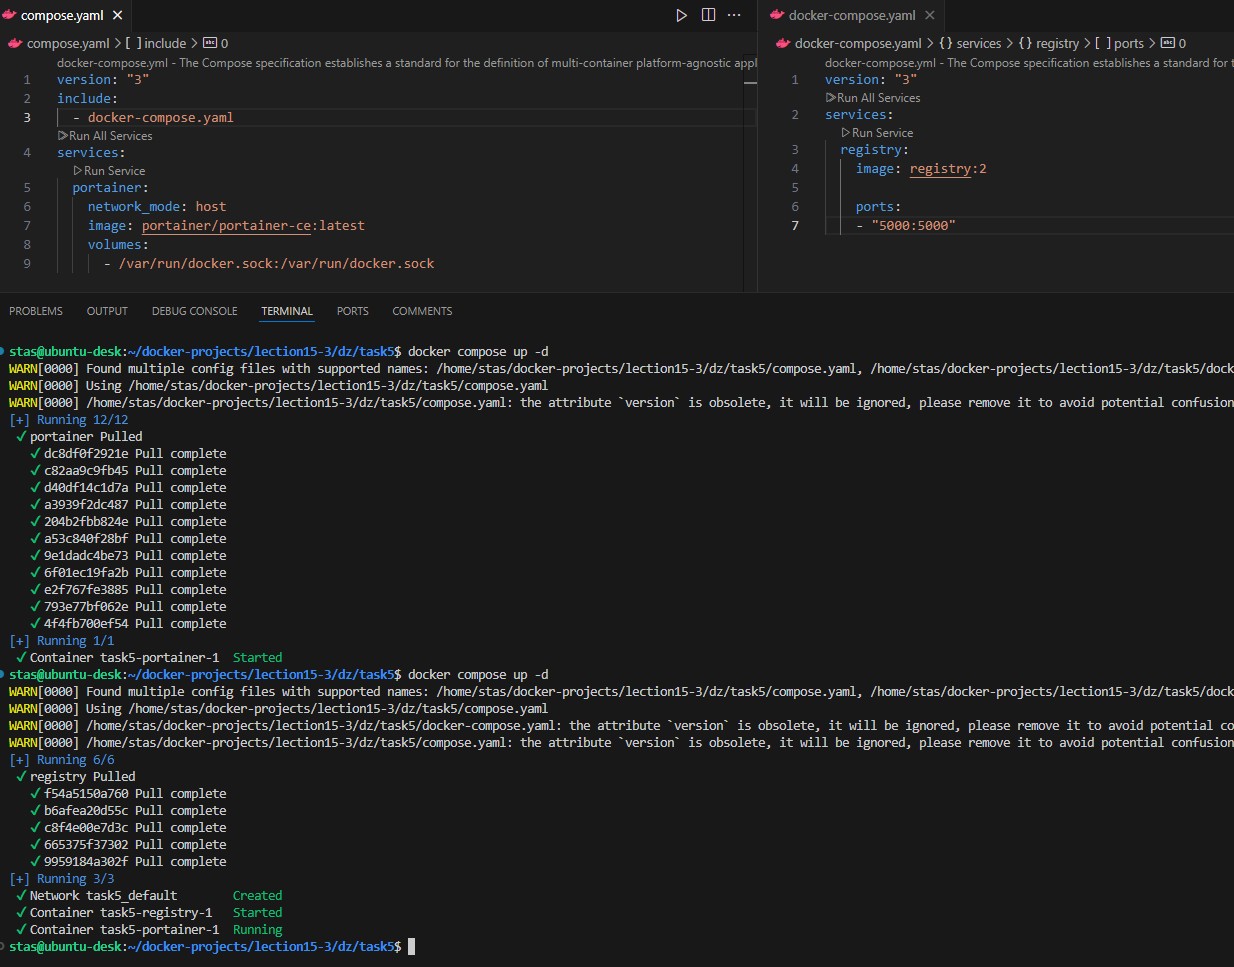 compose.yaml
compose.yaml > [ ] include > abc 0
docker-compose.yml - The Compose specification establishes a standard for the definition of multi-container platform-agnostic appl
1 version: "3"
2 include:
3 - docker-compose.yaml
Run All Services
4 services:
Run Service
5 portainer:
6 network_mode: host
7 image: portainer/portainer-ce:latest
8 volumes:
9 - /var/run/docker.sock:/var/run/docker.sock
docker-compose.yaml
docker-compose.yaml > {} services > {} registry > [ ] ports > abc 0
docker-compose.yml - The Compose specification establishes a standard for t
1 version: "3"
Run All Services
2 services:
Run Service
3 registry:
4 image: registry:2
5
6 ports:
7 - "5000:5000"
PROBLEMS OUTPUT DEBUG CONSOLE TERMINAL PORTS COMMENTS
stas@ubuntu-desk:~/docker-projects/lection15-3/dz/task5$ docker compose up -d
WARN[0000] Found multiple config files with supported names: /home/stas/docker-projects/lection15-3/dz/task5/compose.yaml, /home/stas/docker-projects/lection15-3/dz/task5/dock
WARN[0000] Using /home/stas/docker-projects/lection15-3/dz/task5/compose.yaml
WARN[0000] /home/stas/docker-projects/lection15-3/dz/task5/compose.yaml: the attribute `version` is obsolete, it will be ignored, please remove it to avoid potential confusion
[+] Running 12/12
✓ portainer Pulled
✓ dc8df0f2921e Pull complete
✓ c82aa9c9fb45 Pull complete
✓ d40df14c1d7a Pull complete
✓ a3939f2dc487 Pull complete
✓ 204b2fbb824e Pull complete
✓ a53c840f28bf Pull complete
✓ 9e1dadc4be73 Pull complete
✓ 6f01ec19fa2b Pull complete
✓ e2f767fe3885 Pull complete
✓ 793e77bf062e Pull complete
✓ 4f4fb700ef54 Pull complete
[+] Running 1/1
✓ Container task5-portainer-1 Started
stas@ubuntu-desk:~/docker-projects/lection15-3/dz/task5$ docker compose up -d
WARN[0000] Found multiple config files with supported names: /home/stas/docker-projects/lection15-3/dz/task5/compose.yaml, /home/stas/docker-projects/lection15-3/dz/task5/dock
WARN[0000] Using /home/stas/docker-projects/lection15-3/dz/task5/compose.yaml
WARN[0000] /home/stas/docker-projects/lection15-3/dz/task5/docker-compose.yaml: the attribute `version` is obsolete, it will be ignored, please remove it to avoid potential co
WARN[0000] /home/stas/docker-projects/lection15-3/dz/task5/compose.yaml: the attribute `version` is obsolete, it will be ignored, please remove it to avoid potential confusion
[+] Running 6/6
✓ registry Pulled
✓ f54a5150a760 Pull complete
✓ b6afea20d55c Pull complete
✓ c8f4e00e7d3c Pull complete
✓ 665375f37302 Pull complete
✓ 9959184a302f Pull complete
[+] Running 3/3
✓ Network task5_default Created
✓ Container task5-registry-1 Started
✓ Container task5-portainer-1 Running
stas@ubuntu-desk:~/docker-projects/lection15-3/dz/task5$